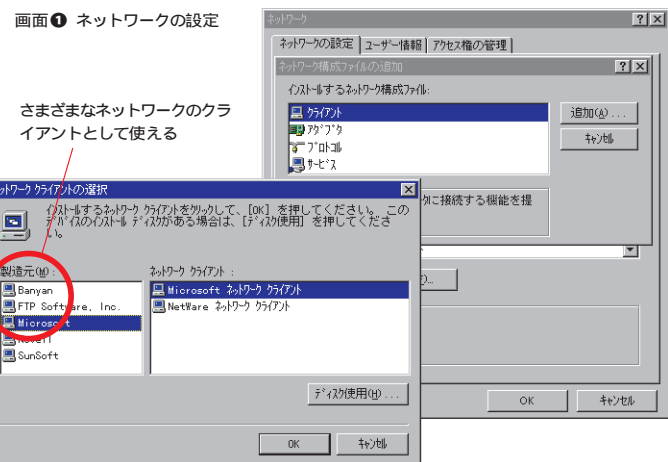 画面❶ ネットワークの設定
さまざまなネットワークのクラ
イアントとして使える
ネットワーク
ネットワークの設定
ユーザー情報
アクセス権の管理
ネットワーク構成ファイルの追加
インストールするネットワーク構成ファイル:
クライアント
アダプタ
プロトコル
サービス
追加(A)...
キャンセル
タに接続する機能を提
ットワーク クライアントの選択
インストールするネットワーク クライアントをクリックして、[OK] を押してください。この
デバイスのインストール ディスクがある場合は、[ディスク使用] を押してくださ
い。
製造元(M):
Banyan
FTP Software, Inc.
Microsoft
Novell
SunSoft
ネットワーク クライアント :
Microsoft ネットワーク クライアント
NetWare ネットワーク クライアント
ディスク使用(H)...
OK
キャンセル
OK
キャンセル